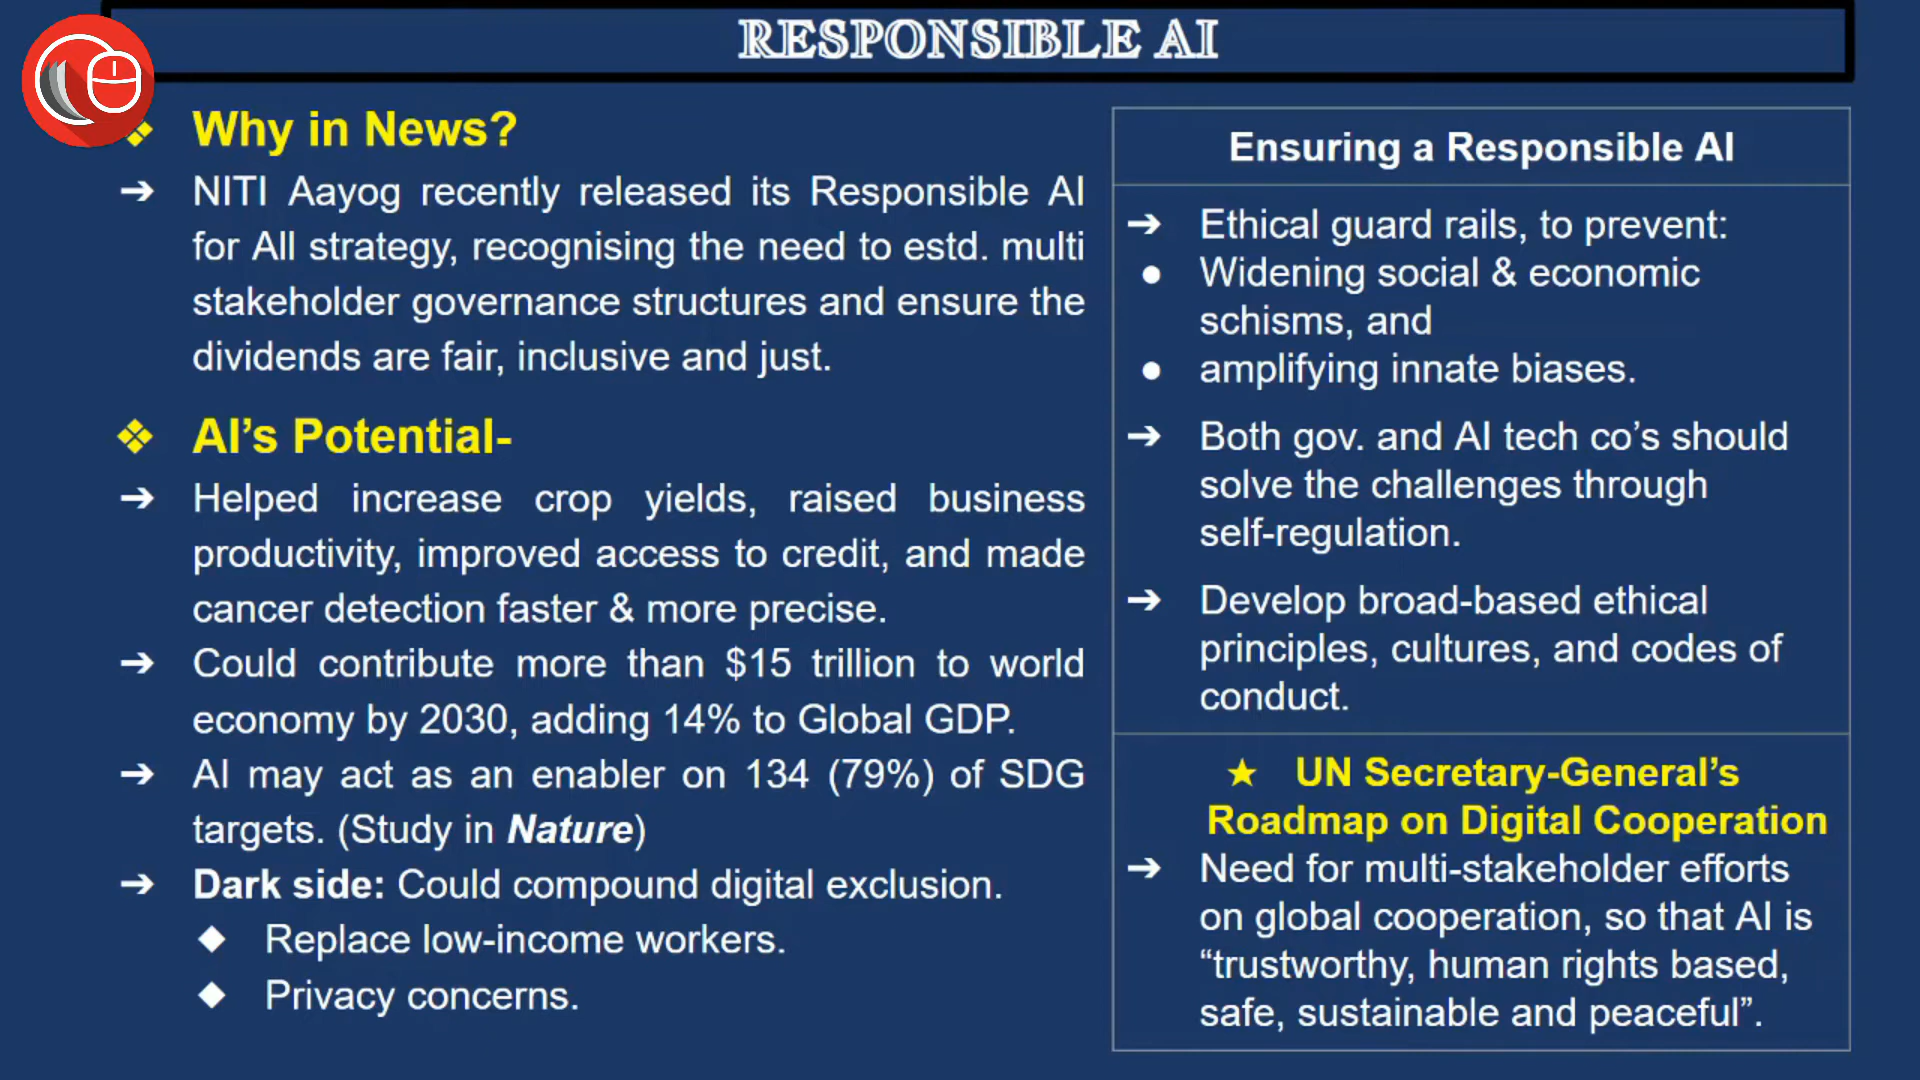 RESPONSIBLE AI
❖ Why in News?
➔ NITI Aayog recently released its Responsible AI
for All strategy, recognising the need to estd. multi
stakeholder governance structures and ensure the
dividends are fair, inclusive and just.
❖ AI’s Potential-
➔ Helped increase crop yields, raised business
productivity, improved access to credit, and made
cancer detection faster & more precise.
➔ Could contribute more than $15 trillion to world
economy by 2030, adding 14% to Global GDP.
➔ AI may act as an enabler on 134 (79%) of SDG
targets. (Study in Nature)
➔ Dark side: Could compound digital exclusion.
◆ Replace low-income workers.
◆ Privacy concerns.
Ensuring a Responsible AI
➔ Ethical guard rails, to prevent:
● Widening social & economic
schisms, and
● amplifying innate biases.
➔ Both gov. and AI tech co’s should
solve the challenges through
self-regulation.
➔ Develop broad-based ethical
principles, cultures, and codes of
conduct.
★ UN Secretary-General’s
Roadmap on Digital Cooperation
➔ Need for multi-stakeholder efforts
on global cooperation, so that AI is
“trustworthy, human rights based,
safe, sustainable and peaceful”.